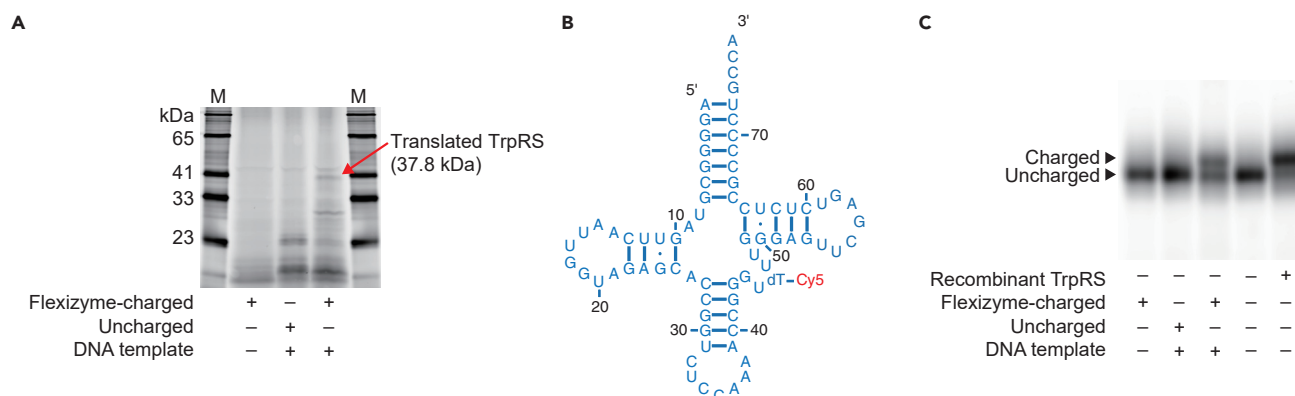 A
M
M
kDa
65
41
33
23
Translated TrpRS
(37.8 kDa)
Flexizyme-charged + – +
Uncharged – + –
DNA template – + +
B
3'
A
C
C
G
U
C
C
C
C
G
C
C
5'
A
G
G
G
G
C
G
U
A
70
60
50
10
20
30
40
C U C U C U G A G C U U G A G G G
G U U C A A U U G G U A G A G C
A C C G G U C U C C A A A A C C G G G U
U
U
G
dT
Cy5
C
Charged
Uncharged
Recombinant TrpRS – – – – +
Flexizyme-charged + – + – –
Uncharged – + – – –
DNA template – + + – –